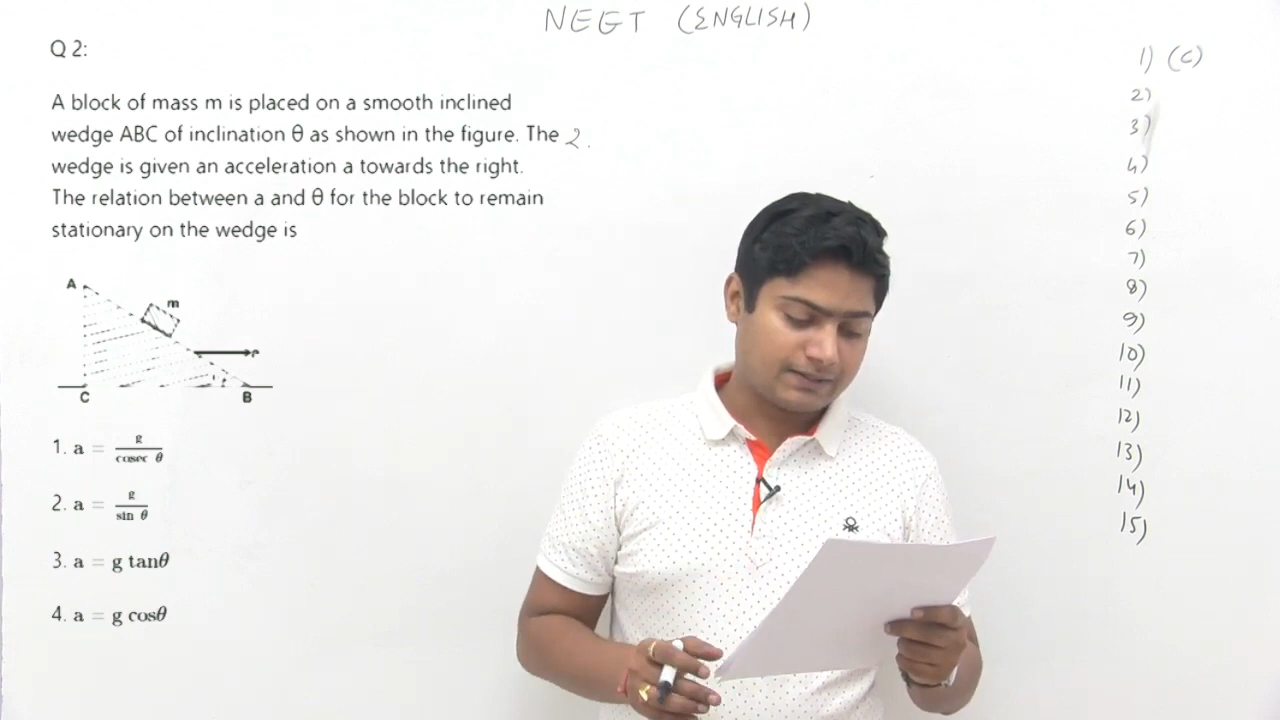 NEET (ENGLISH)
Q 2:
A block of mass m is placed on a smooth inclined
wedge ABC of inclination θ as shown in the figure. The
wedge is given an acceleration a towards the right.
The relation between a and θ for the block to remain
stationary on the wedge is
2.
A
m
C
B
1. a = g / cosec θ
2. a = g / sin θ
3. a = g tanθ
4. a = g cosθ
1) (C)
2)
3)
4)
5)
6)
7)
8)
9)
10)
11)
12)
13)
14)
15)